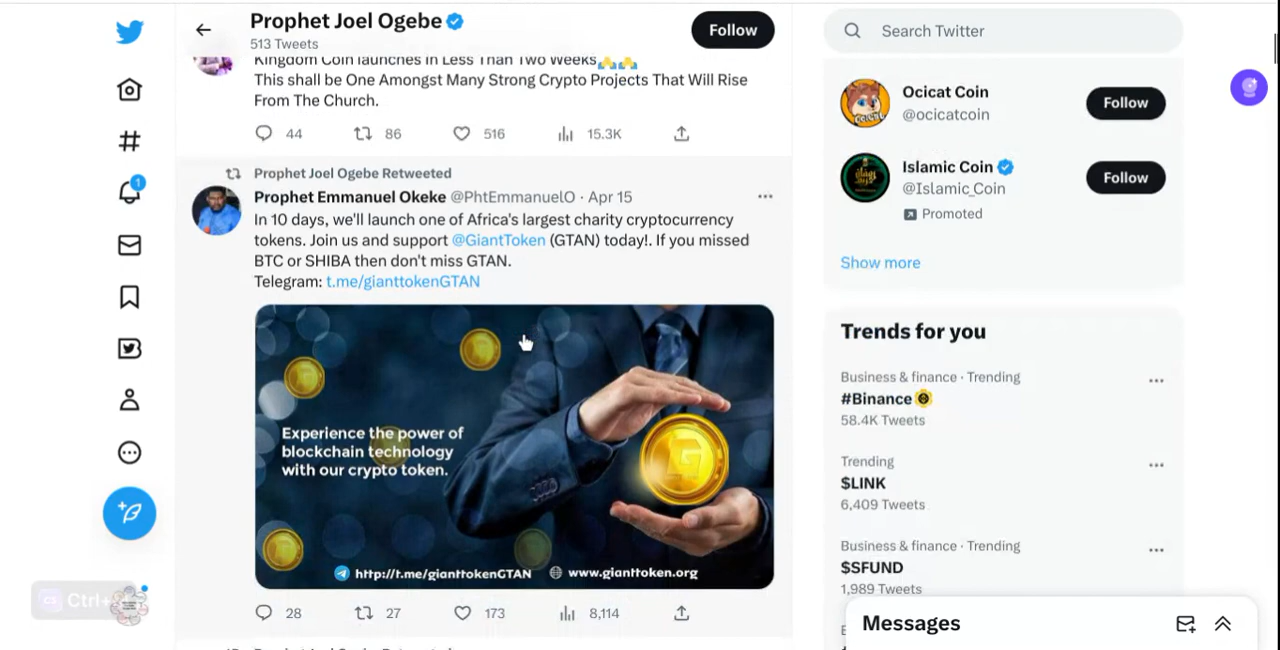 Prophet Joel Ogebe
513 Tweets
Follow
Kingdom Coin launches in Less Than Two Weeks🙏🙏
This shall be One Amongst Many Strong Crypto Projects That Will Rise
From The Church.
44 86 516 15.3K
Prophet Joel Ogebe Retweeted
Prophet Emmanuel Okeke @PhtEmmanuelO · Apr 15
In 10 days, we'll launch one of Africa's largest charity cryptocurrency
tokens. Join us and support @GiantToken (GTAN) today!. If you missed
BTC or SHIBA then don't miss GTAN.
Telegram: t.me/gianttokenGTAN
Experience the power of
blockchain technology
with our crypto token.
G
http://t.me/gianttokenGTAN www.gianttoken.org
28 27 173 8,114
1
Ctrl+
Search Twitter
Ocicat Coin
@ocicatcoin
Follow
Islamic Coin
@Islamic_Coin
Follow
Promoted
Show more
Trends for you
Business & finance · Trending
#Binance
58.4K Tweets
Trending
$LINK
6,409 Tweets
Business & finance · Trending
$SFUND
1,989 Tweets
Messages